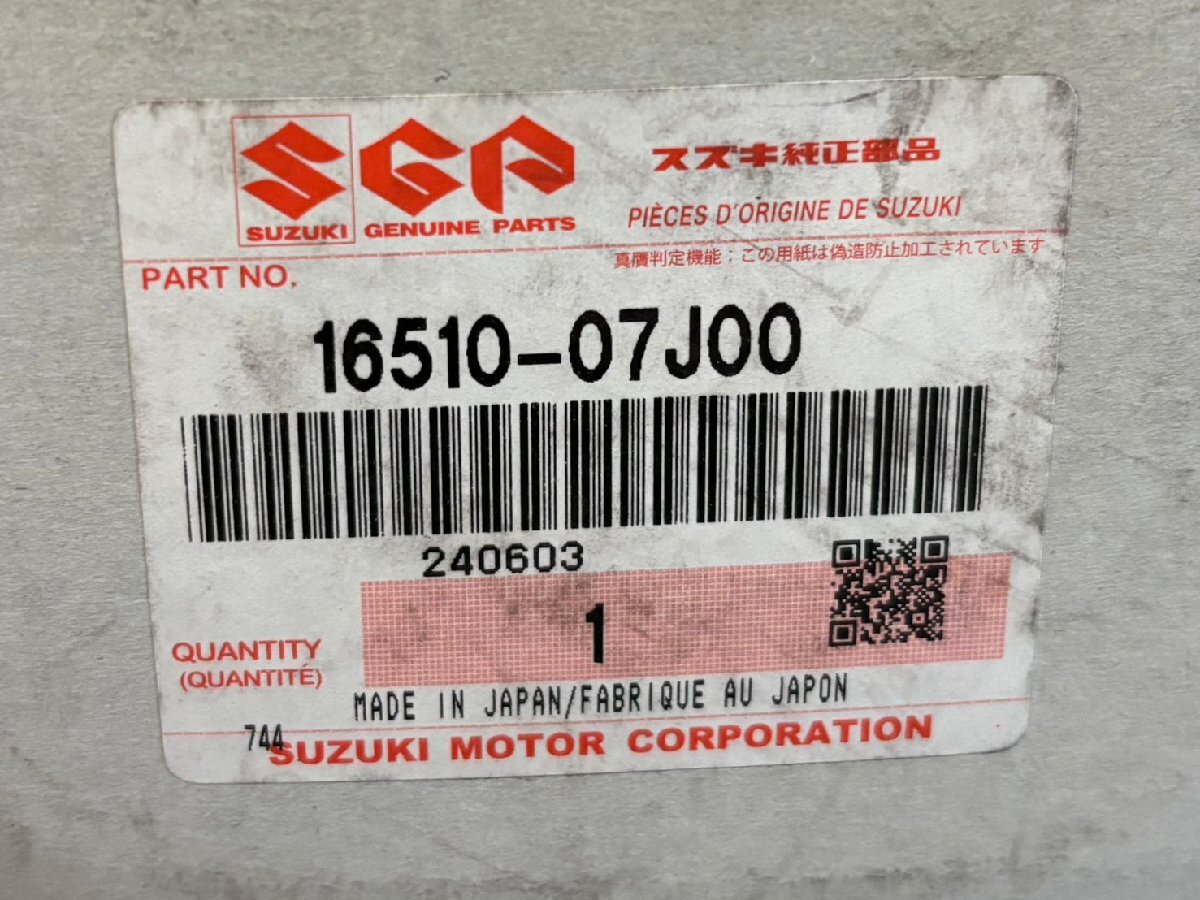 SGP スズキ純正部品
SUZUKI GENUINE PARTS PIÈCES D'ORIGINE DE SUZUKI
PART NO. 真贋判定機能:この用紙は偽造防止加工されています
16510-07J00
240603
1
QUANTITY
(QUANTITÉ)
MADE IN JAPAN/FABRIQUE AU JAPON
744
SUZUKI MOTOR CORPORATION